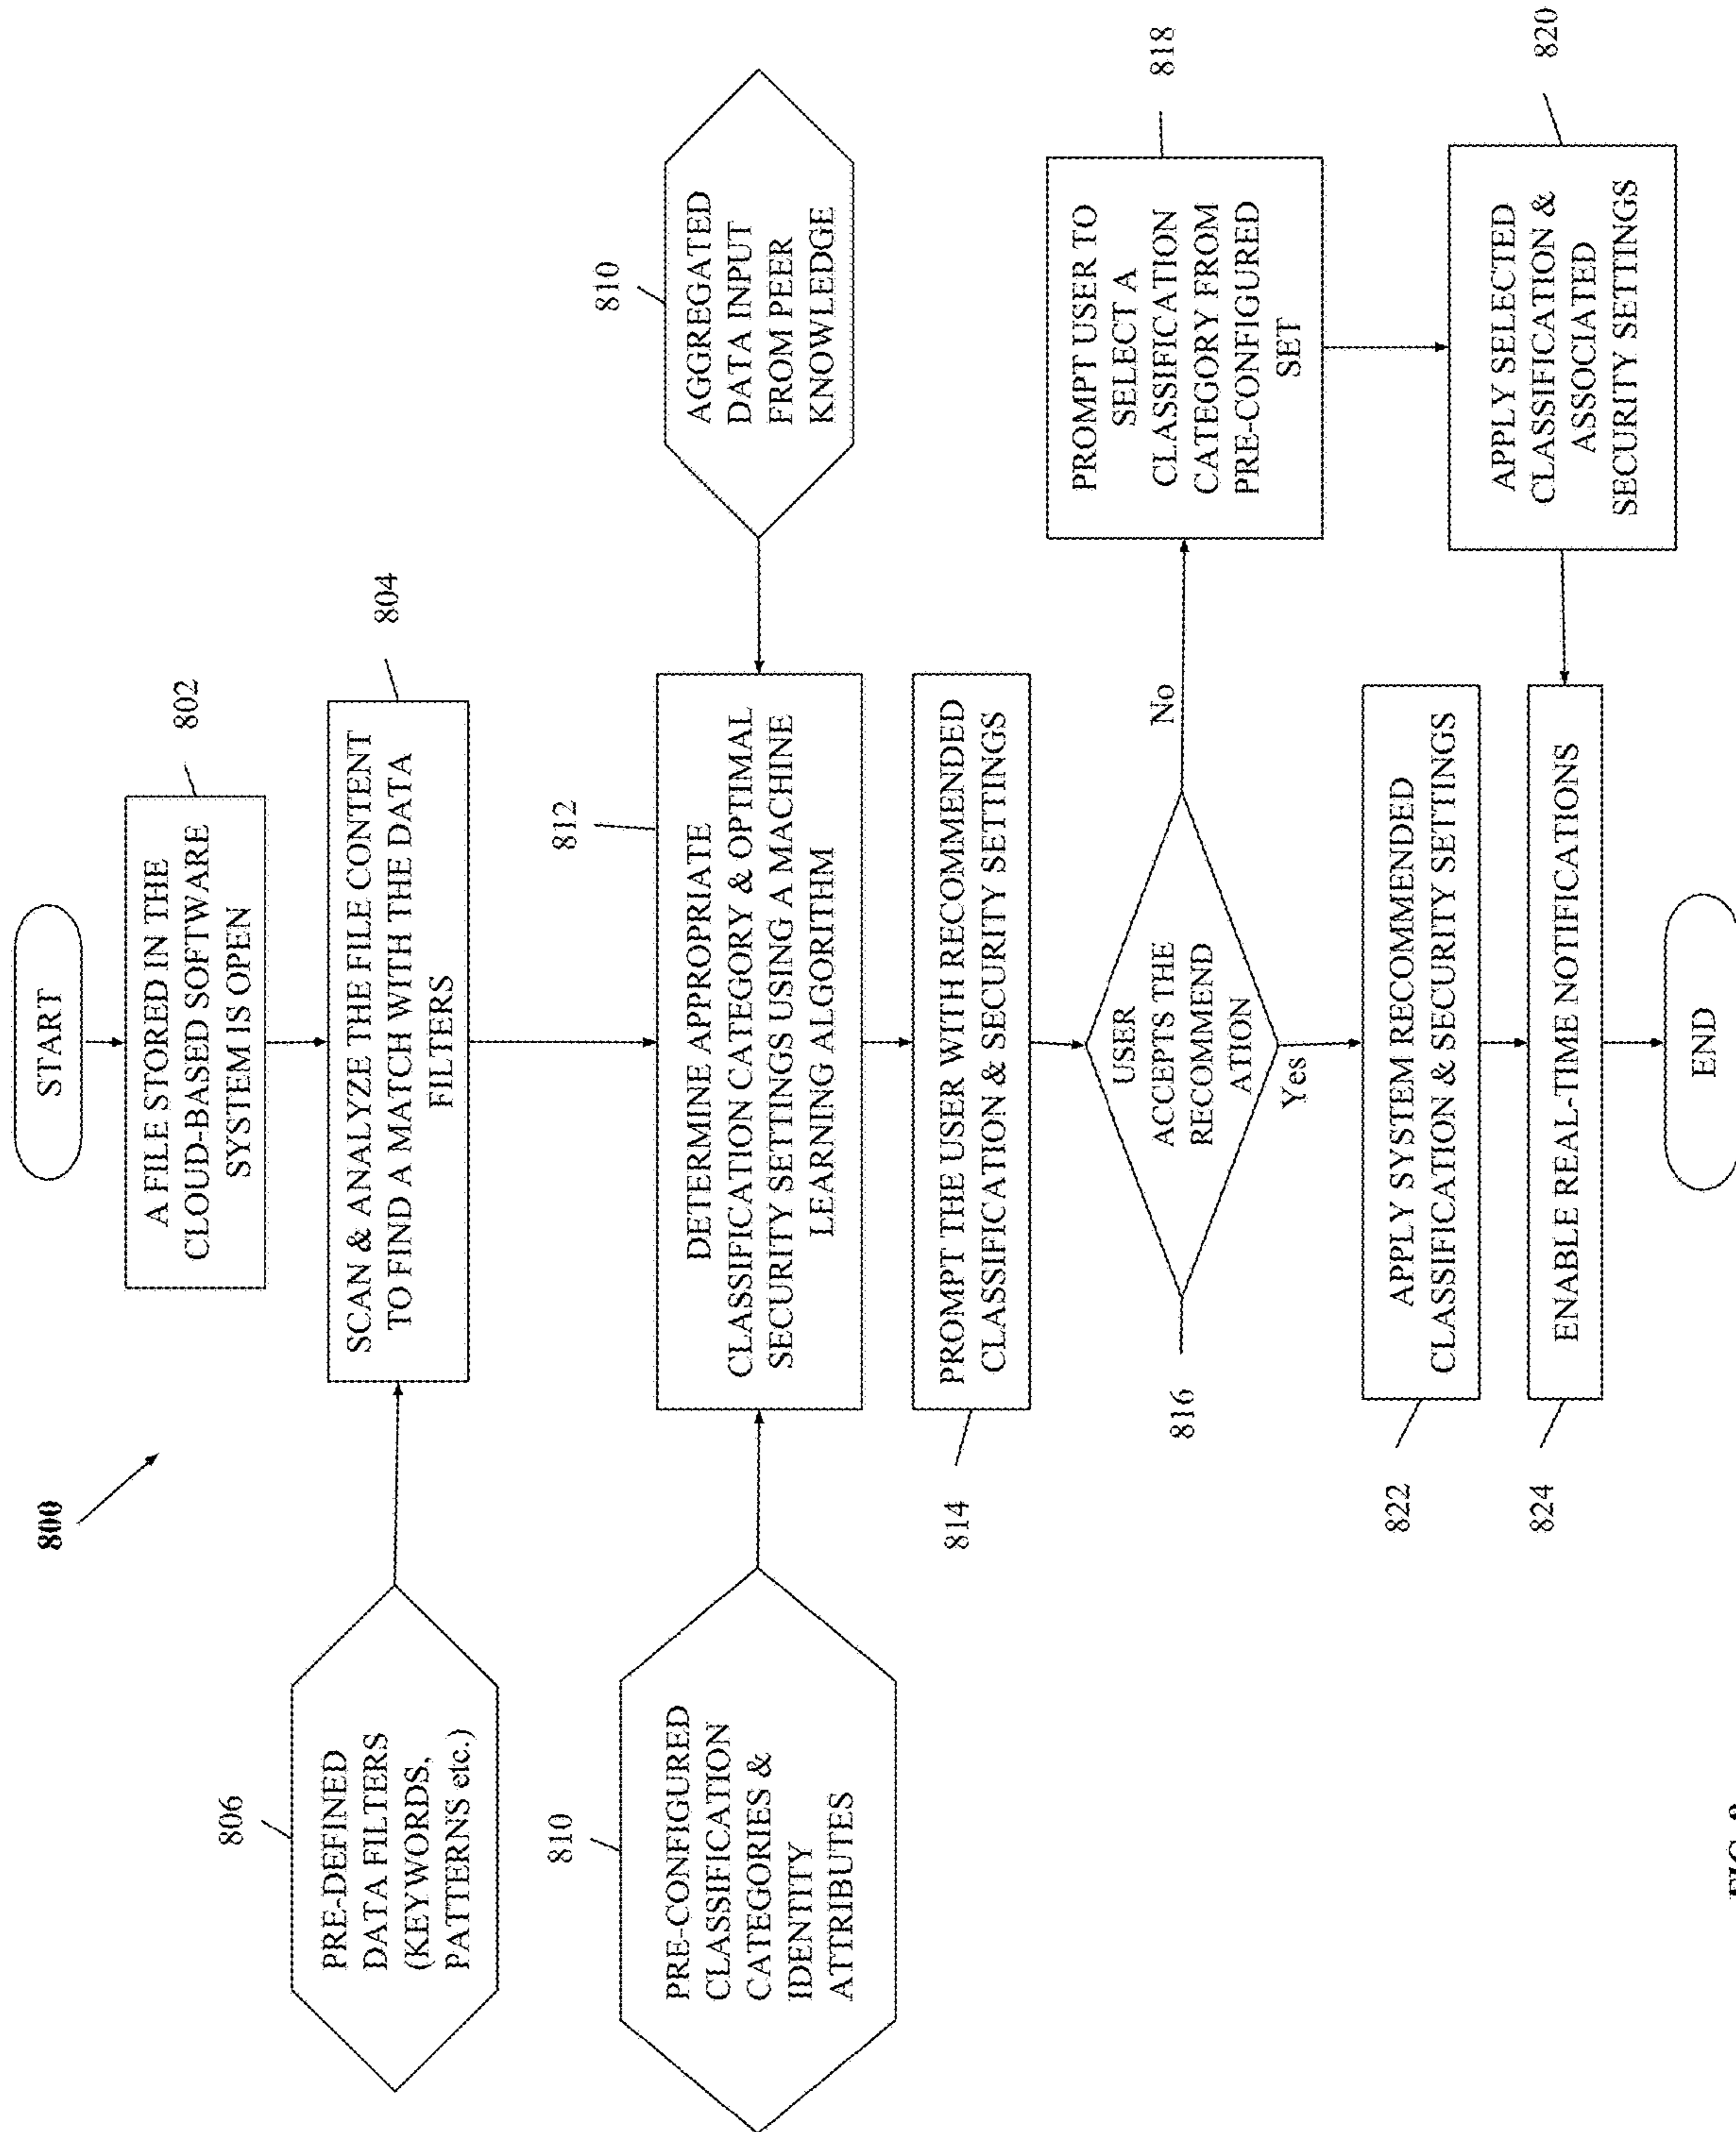 800
START
802
A FILE STORED IN THE
CLOUD-BASED SOFTWARE
SYSTEM IS OPEN
806
PRE-DEFINED
DATA FILTERS
(KEYWORDS,
PATTERNS etc.)
804
SCAN & ANALYZE THE FILE CONTENT
TO FIND A MATCH WITH THE DATA
FILTERS
810
PRE-CONFIGURED
CLASSIFICATION
CATEGORIES &
IDENTITY
ATTRIBUTES
812
DETERMINE APPROPRIATE
CLASSIFICATION CATEGORY & OPTIMAL
SECURITY SETTINGS USING A MACHINE
LEARNING ALGORITHM
810
AGGREGATED
DATA INPUT
FROM PEER
KNOWLEDGE
814
PROMPT THE USER WITH RECOMMENDED
CLASSIFICATION & SECURITY SETTINGS
816
USER
ACCEPTS THE
RECOMMEND
ATION
No
Yes
818
PROMPT USER TO
SELECT A
CLASSIFICATION
CATEGORY FROM
PRE-CONFIGURED
SET
822
APPLY SYSTEM RECOMMENDED
CLASSIFICATION & SECURITY SETTINGS
820
APPLY SELECTED
CLASSIFICATION &
ASSOCIATED
SECURITY SETTINGS
824
ENABLE REAL-TIME NOTIFICATIONS
END